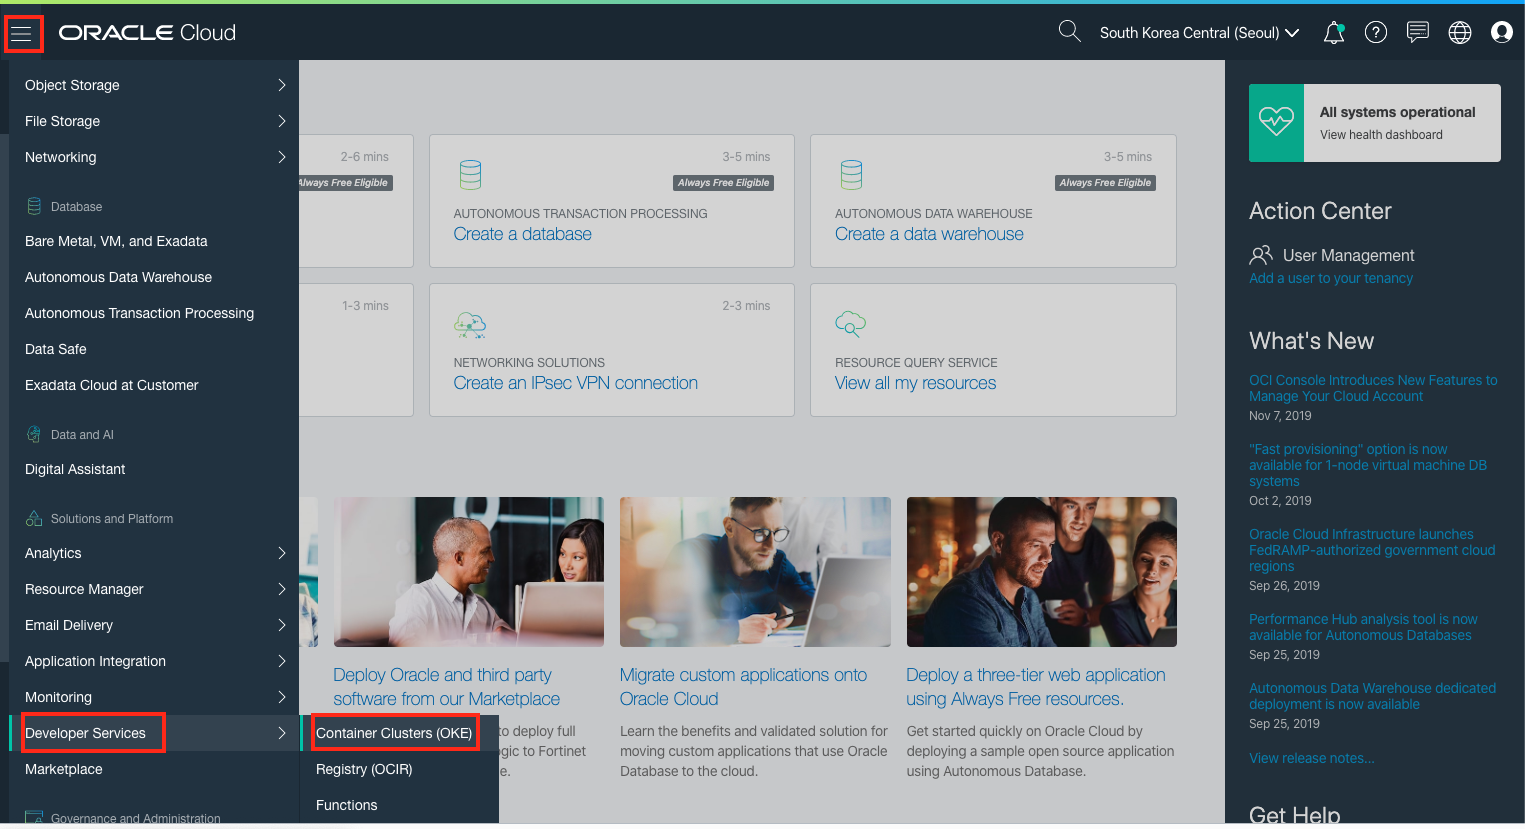 ORACLE Cloud
South Korea Central (Seoul)
Object Storage
File Storage
Networking
Database
Bare Metal, VM, and Exadata
Autonomous Data Warehouse
Autonomous Transaction Processing
Data Safe
Exadata Cloud at Customer
Data and AI
Digital Assistant
Solutions and Platform
Analytics
Resource Manager
Email Delivery
Application Integration
Monitoring
Developer Services
Marketplace
Governance and Administration
Container Clusters (OKE)
Registry (OCIR)
Functions
2-6 mins
Always Free Eligible
3-5 mins
Always Free Eligible
AUTONOMOUS TRANSACTION PROCESSING
Create a database
3-5 mins
Always Free Eligible
AUTONOMOUS DATA WAREHOUSE
Create a data warehouse
1-3 mins
2-3 mins
NETWORKING SOLUTIONS
Create an IPsec VPN connection
RESOURCE QUERY SERVICE
View all my resources
Deploy Oracle and third party
software from our Marketplace
to deploy full
ogic to Fortinet
e.
Migrate custom applications onto
Oracle Cloud
Learn the benefits and validated solution for
moving custom applications that use Oracle
Database to the cloud.
Deploy a three-tier web application
using Always Free resources.
Get started quickly on Oracle Cloud by
deploying a sample open source application
using Autonomous Database.
All systems operational
View health dashboard
Action Center
User Management
Add a user to your tenancy
What's New
OCI Console Introduces New Features to
Manage Your Cloud Account
Nov 7, 2019
"Fast provisioning" option is now
available for 1-node virtual machine DB
systems
Oct 2, 2019
Oracle Cloud Infrastructure launches
FedRAMP-authorized government cloud
regions
Sep 26, 2019
Performance Hub analysis tool is now
available for Autonomous Databases
Sep 25, 2019
Autonomous Data Warehouse dedicated
deployment is now available
Sep 25, 2019
View release notes...
Get Help